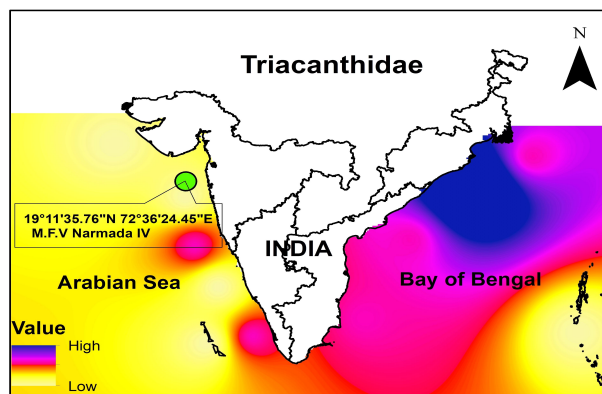 N
Triacanthidae
19°11'35.76"N 72°36'24.45"E
M.F.V Narmada IV
INDIA
Arabian Sea
Bay of Bengal
Value
High
Low